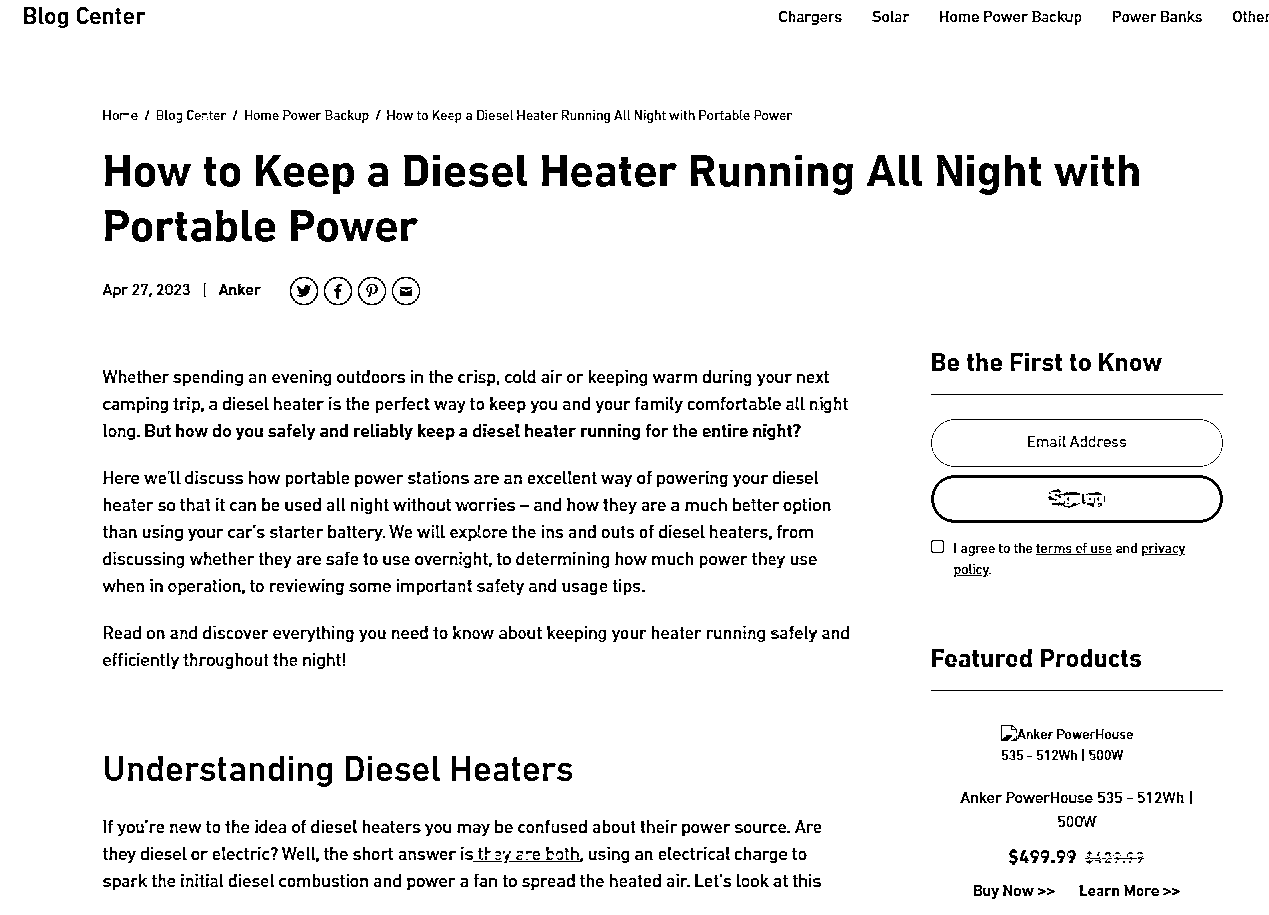 Blog Center
Chargers Solar Home Power Backup Power Banks Other
Home / Blog Center / Home Power Backup / How to Keep a Diesel Heater Running All Night with Portable Power
How to Keep a Diesel Heater Running All Night with
Portable Power
Apr 27, 2023 | Anker
Whether spending an evening outdoors in the crisp, cold air or keeping warm during your next
camping trip, a diesel heater is the perfect way to keep you and your family comfortable all night
long. But how do you safely and reliably keep a diesel heater running for the entire night?
Here we'll discuss how portable power stations are an excellent way of powering your diesel
heater so that it can be used all night without worries – and how they are a much better option
than using your car's starter battery. We will explore the ins and outs of diesel heaters, from
discussing whether they are safe to use overnight, to determining how much power they use
when in operation, to reviewing some important safety and usage tips.
Read on and discover everything you need to know about keeping your heater running safely and
efficiently throughout the night!
Understanding Diesel Heaters
If you're new to the idea of diesel heaters you may be confused about their power source. Are
they diesel or electric? Well, the short answer is they are both, using an electrical charge to
spark the initial diesel combustion and power a fan to spread the heated air. Let's look at this
Be the First to Know
Email Address
I agree to the terms of use and privacy
policy.
Featured Products
Anker PowerHouse
535 - 512Wh | 500W
Anker PowerHouse 535 - 512Wh |
500W
$499.99
Buy Now >> Learn More >>